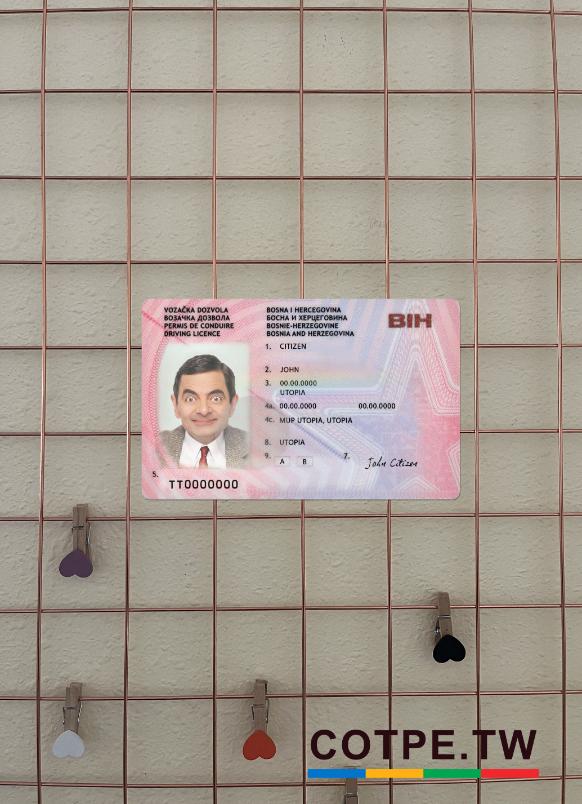 VOZAČKA DOZVOLA
ВОЗАЧКА ДОЗВОЛА
PERMIS DE CONDUIRE
DRIVING LICENCE
BOSNA I HERCEGOVINA
БОСНА И ХЕРЦЕГОВИНА
BOSNIE-HERZEGOVINE
BOSNIA AND HERZEGOVINA
BIH
1. CITIZEN
2. JOHN
3. 00.00.0000
UTOPIA
4a. 00.00.0000 00.00.0000
4c. MUP UTOPIA, UTOPIA
8. UTOPIA
9. A B 7. John Citizen
5. TT0000000
COTPE.TW